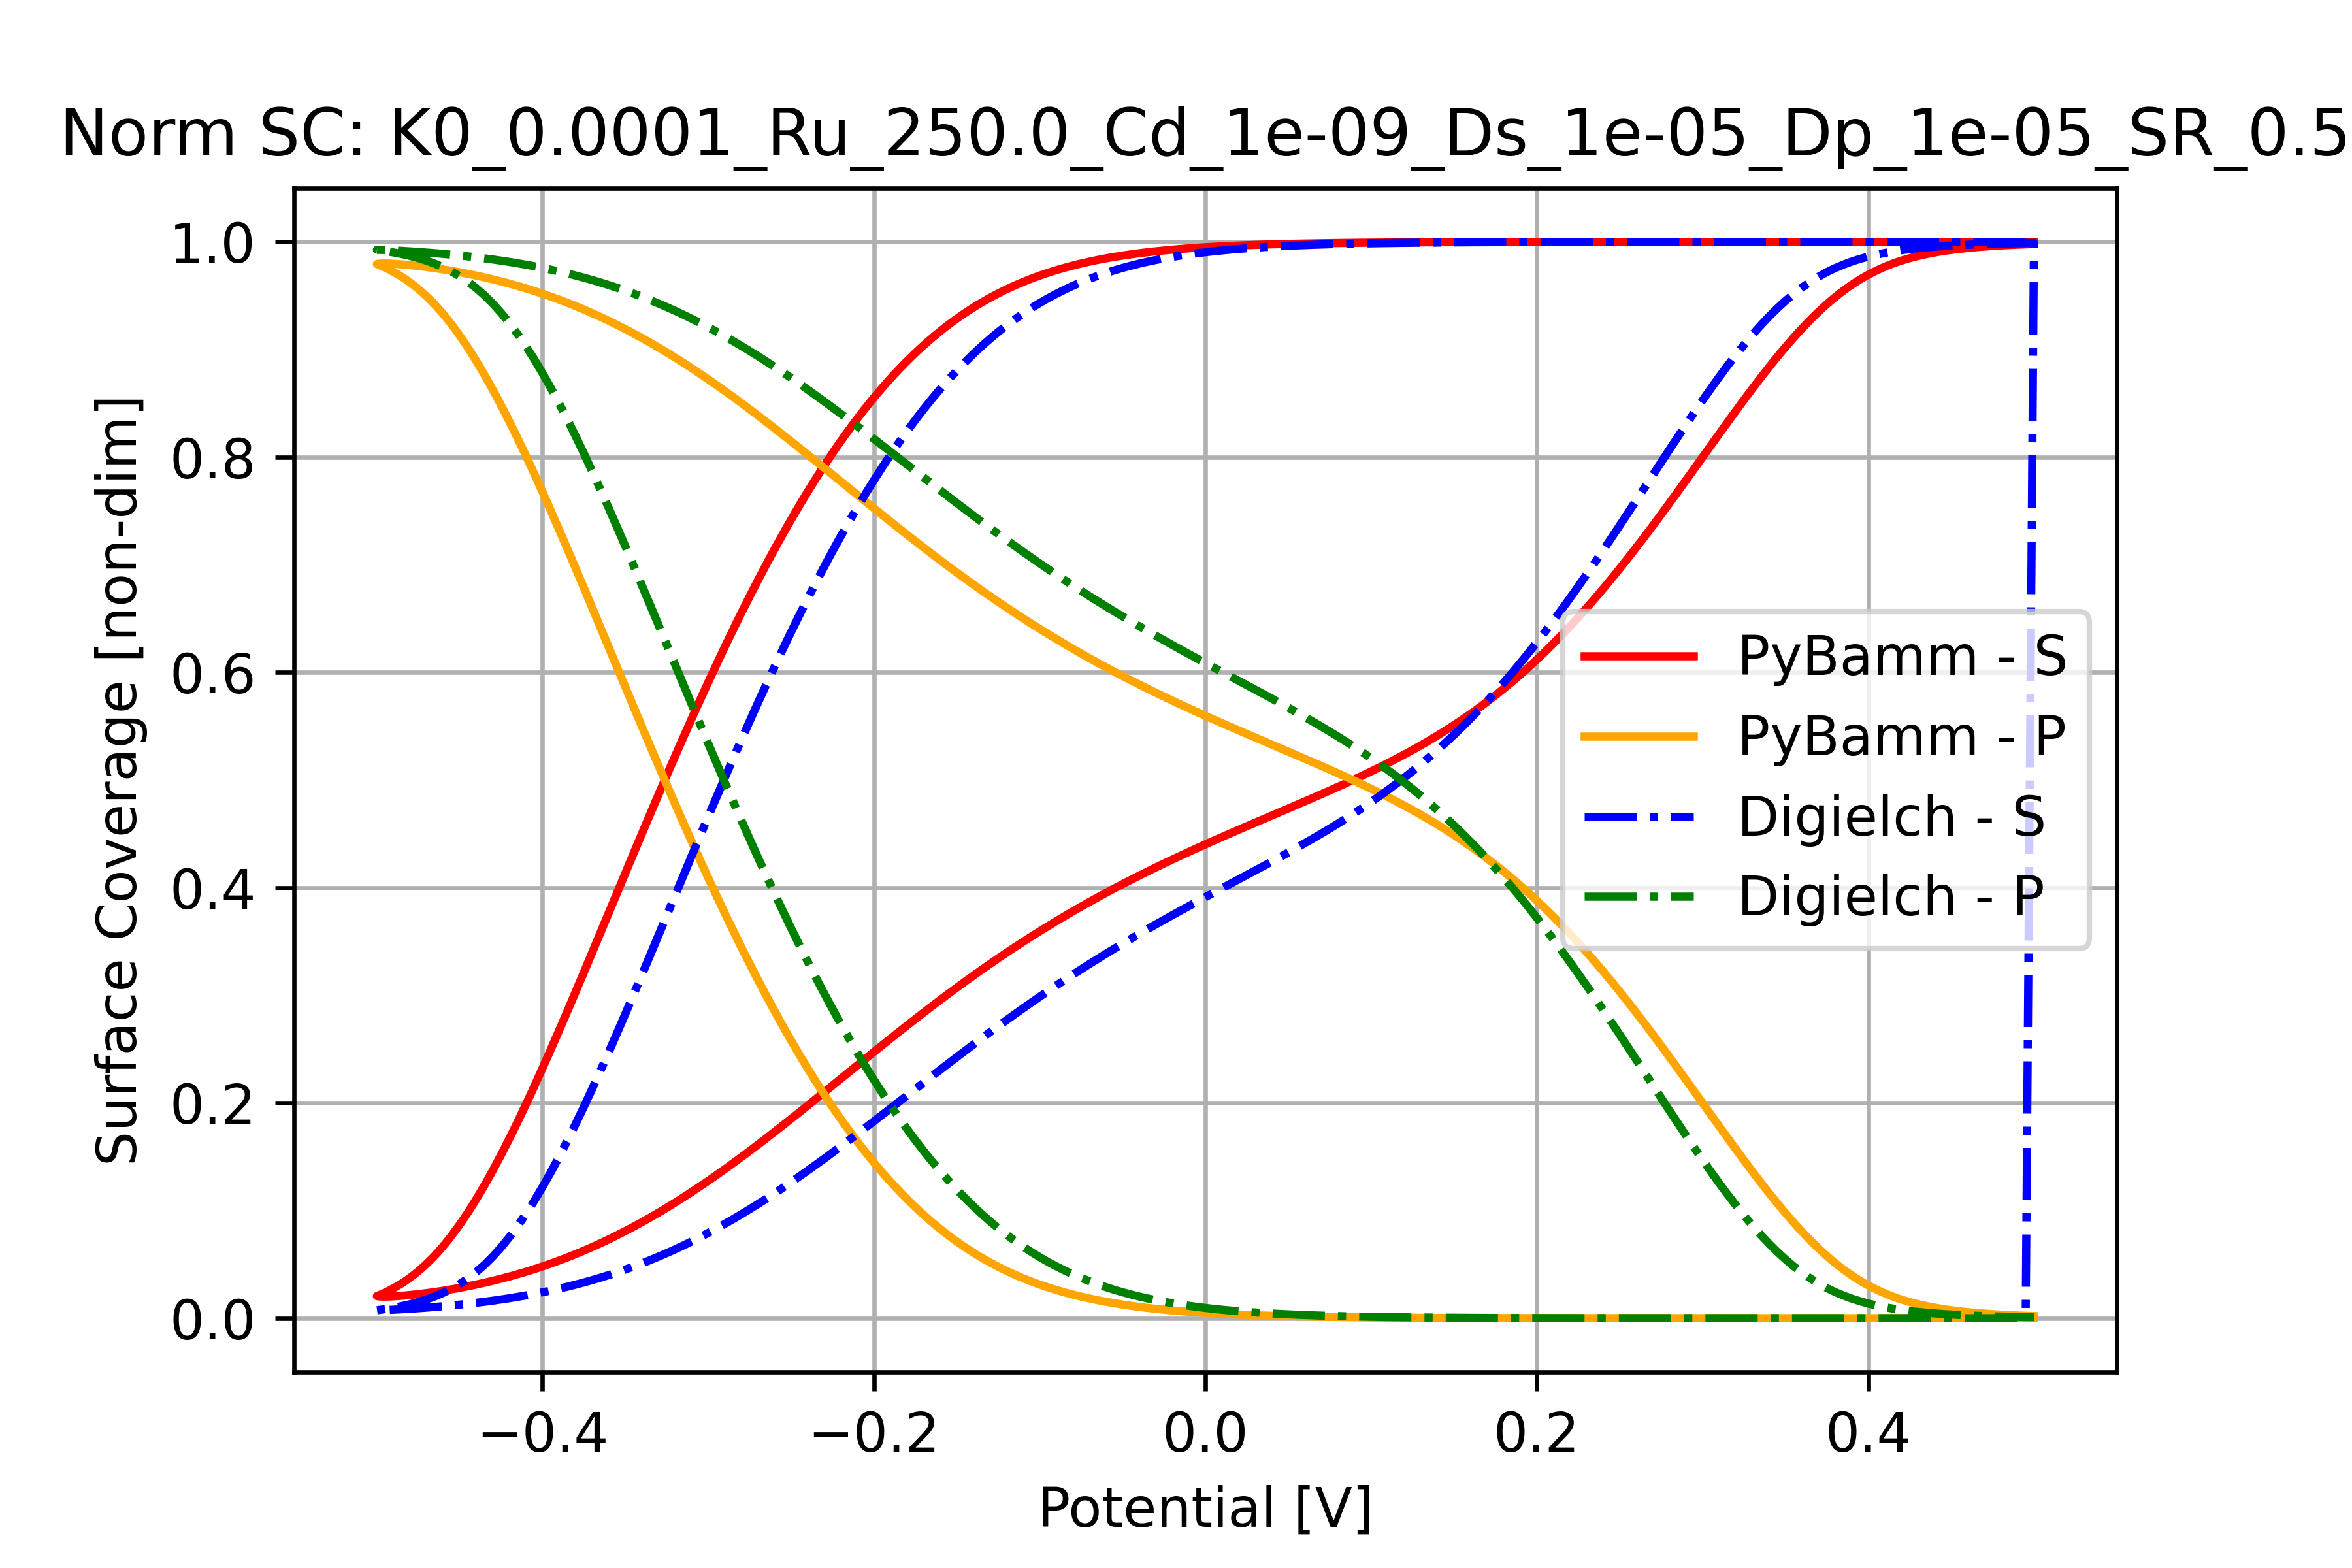 Norm SC: K0_0.0001_Ru_250.0_Cd_1e-09_Ds_1e-05_Dp_1e-05_SR_0.5
Surface Coverage [non-dim]
1.0
0.8
0.6
0.4
0.2
0.0
PyBamm - S
PyBamm - P
Digielch - S
Digielch - P
−0.4
−0.2
0.0
0.2
0.4
Potential [V]